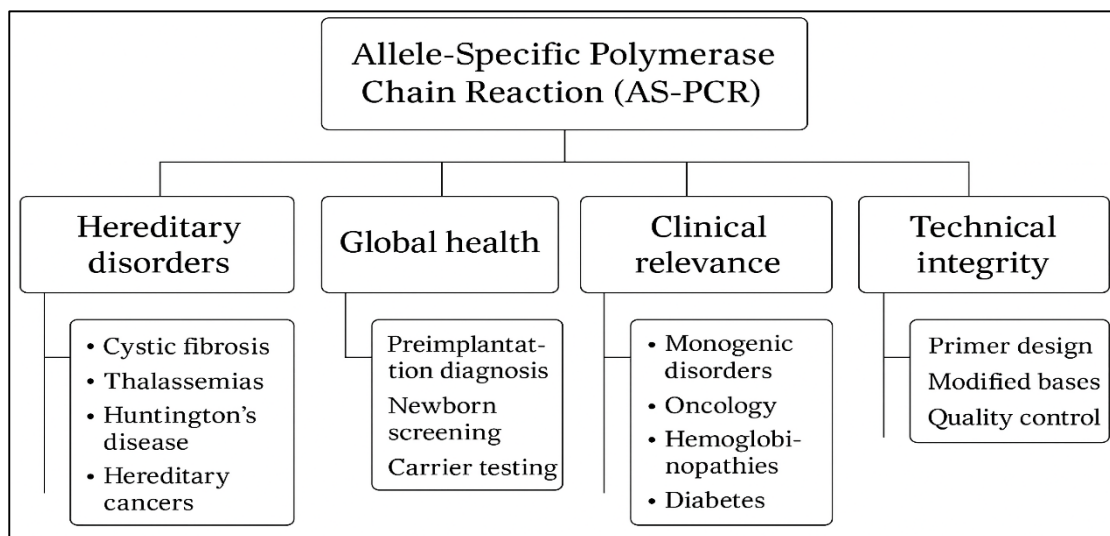 Allele-Specific Polymerase
Chain Reaction (AS-PCR)
Hereditary
disorders
• Cystic fibrosis
• Thalassemias
• Huntington's
disease
• Hereditary
cancers
Global health
Preimplantat-
tion diagnosis
Newborn
screening
Carrier testing
Clinical
relevance
• Monogenic
disorders
• Oncology
• Hemoglobi-
nopathies
• Diabetes
Technical
integrity
Primer design
Modified bases
Quality control